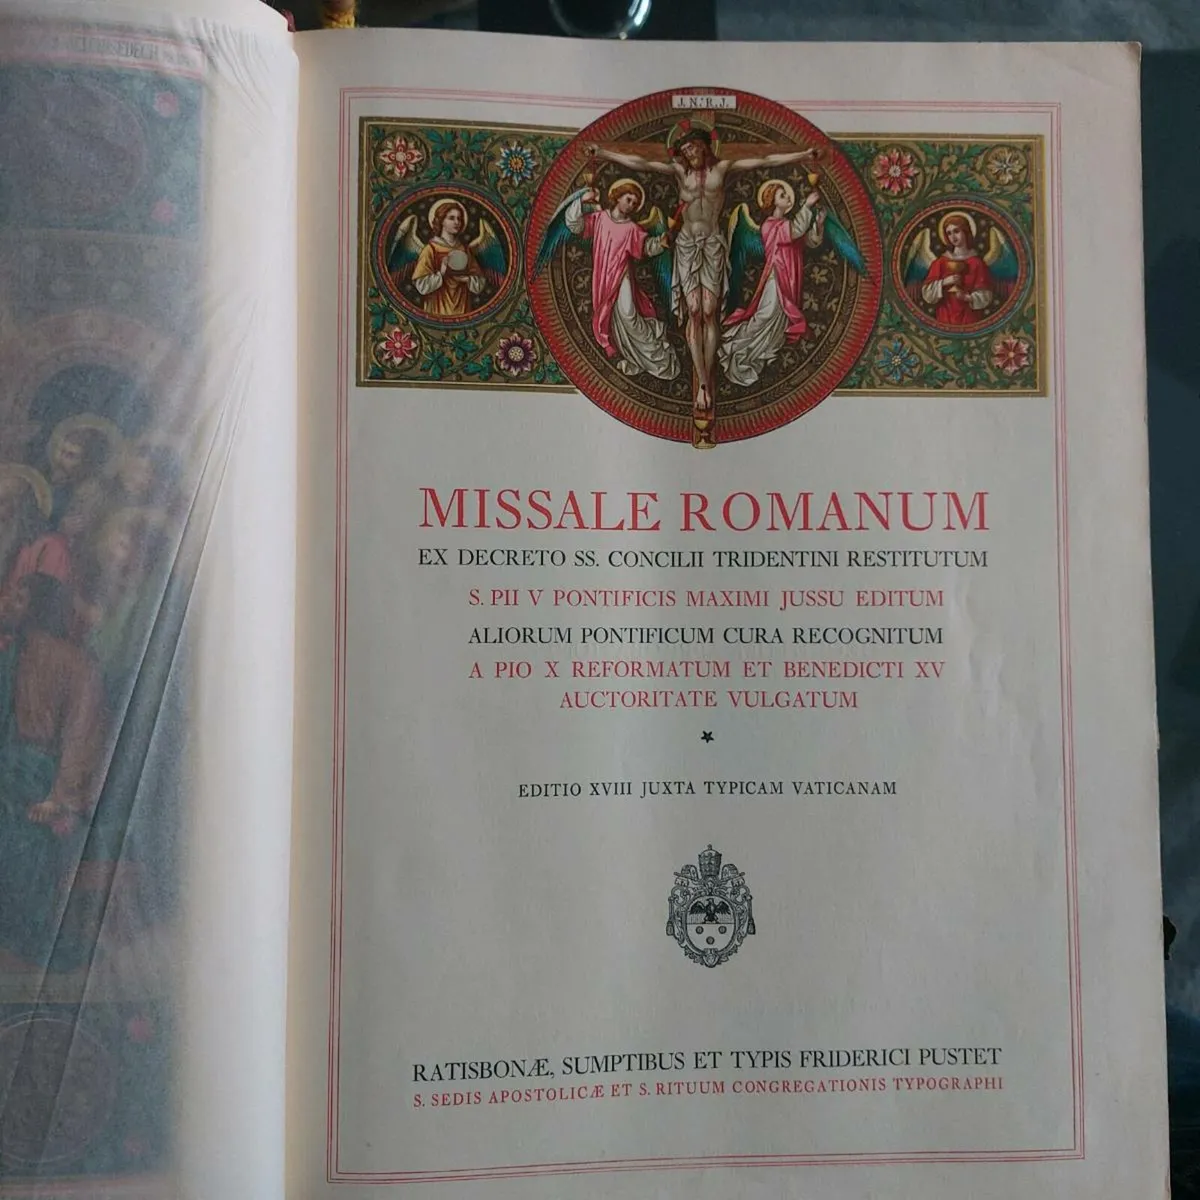 J. N. R. J.
MISSALE ROMANUM
EX DECRETO SS. CONCILII TRIDENTINI RESTITUTUM
S. PII V PONTIFICIS MAXIMI JUSSU EDITUM
ALIORUM PONTIFICUM CURA RECOGNITUM
A PIO X REFORMATUM ET BENEDICTI XV
AUCTORITATE VULGATUM
EDITIO XVIII JUXTA TYPICAM VATICANAM
RATISBONÆ, SUMPTIBUS ET TYPIS FRIDERICI PUSTET
S. SEDIS APOSTOLICÆ ET S. RITUUM CONGREGATIONIS TYPOGRAPHI